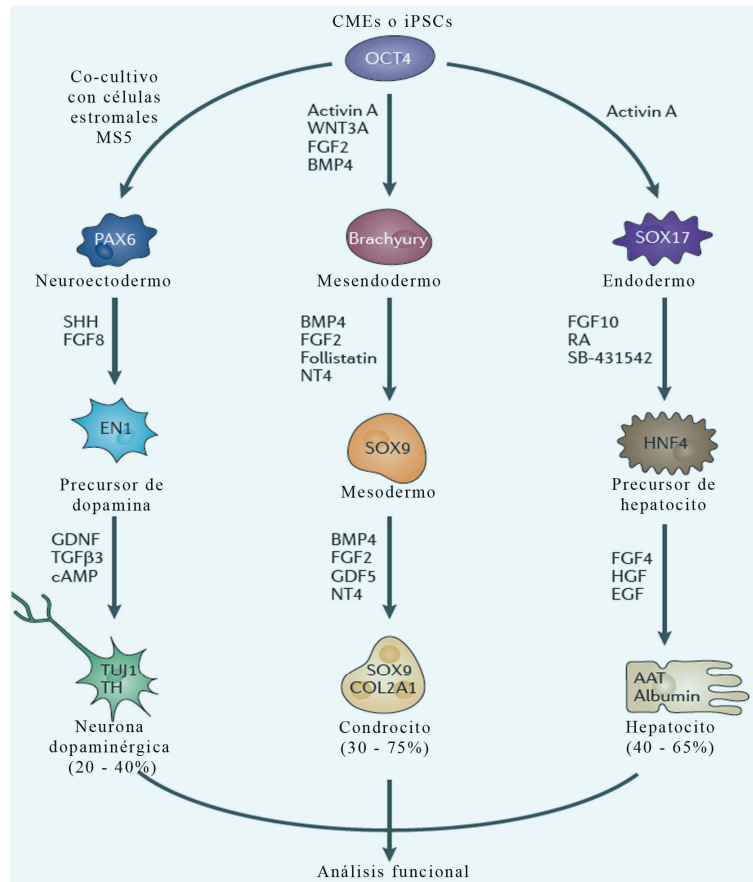 CMEs o iPSCs
OCT4
Co-cultivo
con células
estromales
MS5
Activin A
WNT3A
FGF2
BMP4
Activin A
PAX6
Neuroectodermo
Brachyury
Mesendodermo
SOX17
Endodermo
SHH
FGF8
BMP4
FGF2
Follistatin
NT4
FGF10
RA
SB-431542
EN1
Precursor de
dopamina
SOX9
Mesodermo
HNF4
Precursor de
hepatocito
GDNF
TGFβ3
cAMP
BMP4
FGF2
GDF5
NT4
FGF4
HGF
EGF
TUJ1
TH
Neurona
dopaminérgica
(20 - 40%)
SOX9
COL2A1
Condrocito
(30 - 75%)
AAT
Albumin
Hepatocito
(40 - 65%)
Análisis funcional